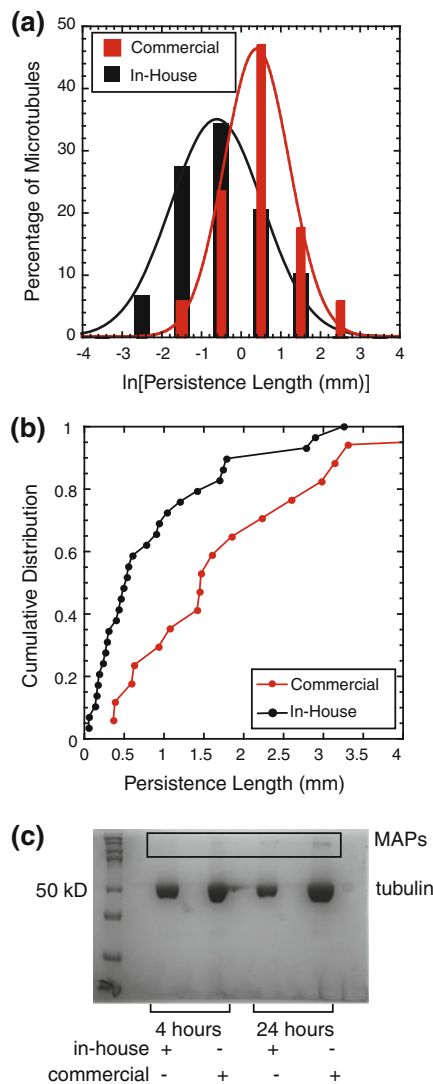 (a)
50
40
30
20
10
0
Percentage of Microtubules
Commercial
In-House
-4 -3 -2 -1 0 1 2 3 4
ln[Persistence Length (mm)]
(b)
1
0.8
0.6
0.4
0.2
0
Cumulative Distribution
Commercial
In-House
0 0.5 1 1.5 2 2.5 3 3.5 4
Persistence Length (mm)
(c)
MAPs
50 kD
tubulin
4 hours 24 hours
in-house + - + -
commercial - + - +